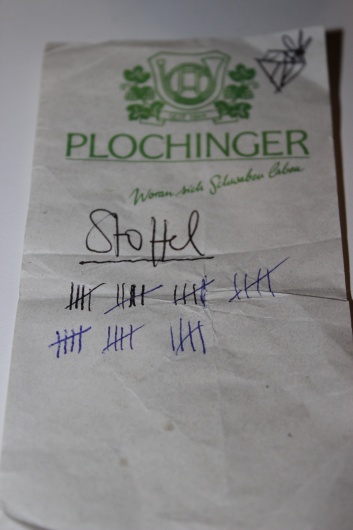 PLOCHINGER
Woran sich Schwaben laben
Stoffel